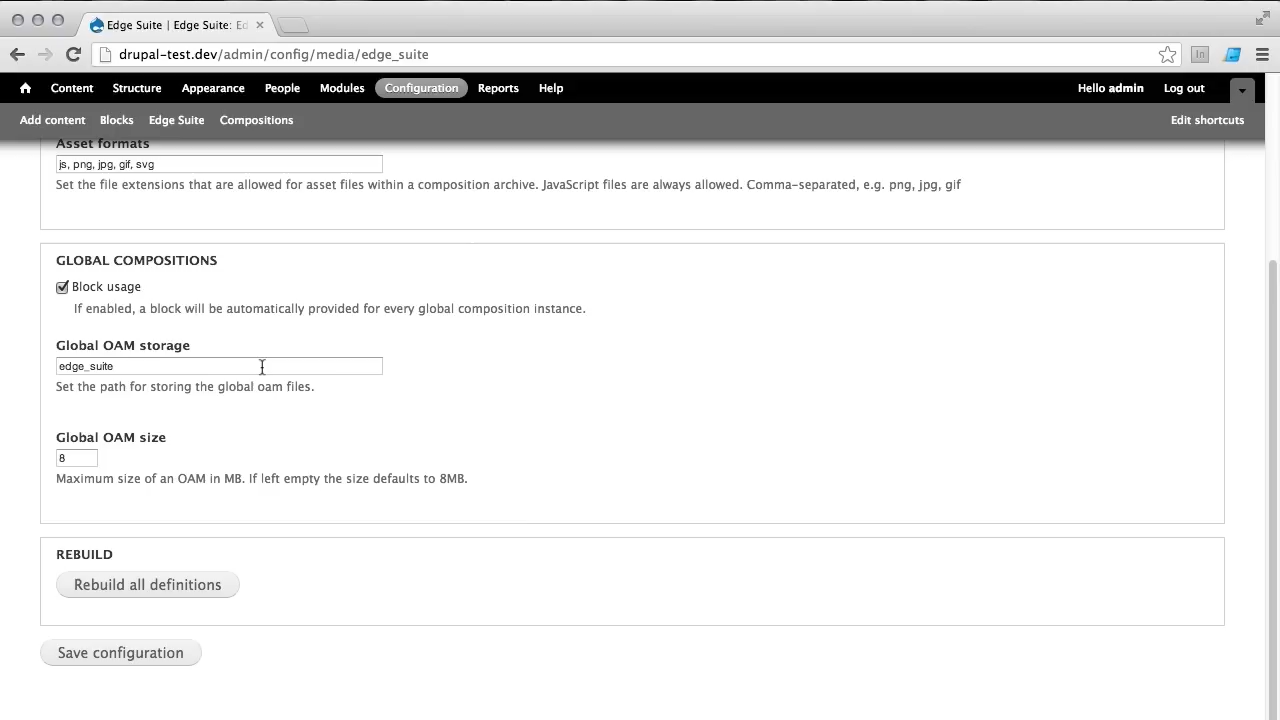 Edge Suite | Edge Suite: Ed
drupal-test.dev/admin/config/media/edge_suite
In
Content Structure Appearance People Modules Configuration Reports Help Hello admin Log out
Add content Blocks Edge Suite Compositions Edit shortcuts
Asset formats
js, png, jpg, gif, svg
Set the file extensions that are allowed for asset files within a composition archive. JavaScript files are always allowed. Comma-separated, e.g. png, jpg, gif
GLOBAL COMPOSITIONS
Block usage
If enabled, a block will be automatically provided for every global composition instance.
Global OAM storage
edge_suite
Set the path for storing the global oam files.
Global OAM size
8
Maximum size of an OAM in MB. If left empty the size defaults to 8MB.
REBUILD
Rebuild all definitions
Save configuration